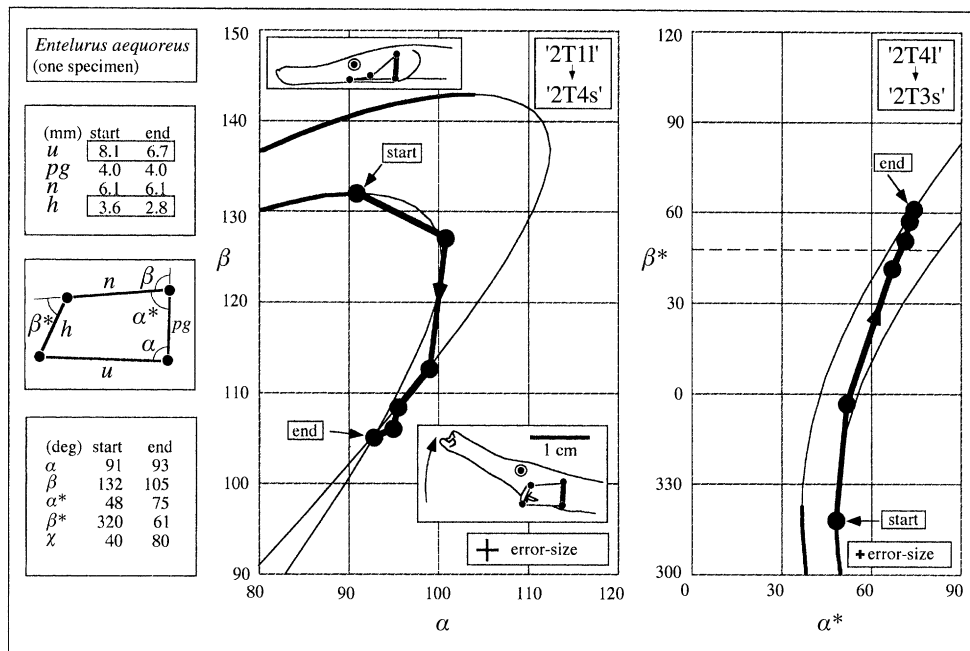 Entelurus aequoreus
(one specimen)
(mm) start end
u 8.1 6.7
pg 4.0 4.0
n 6.1 6.1
h 3.6 2.8
n β
β* h α* pg
α
u
(deg) start end
α 91 93
β 132 105
α* 48 75
β* 320 61
χ 40 80
150
140
130
β
120
110
100
90
80 90 100 110 120
α
'2T1l'
'2T4s'
start
end
1 cm
error-size
120
90
60
β*
30
0
330
300
0 30 60 90
α*
'2T4l'
'2T3s'
end
start
error-size